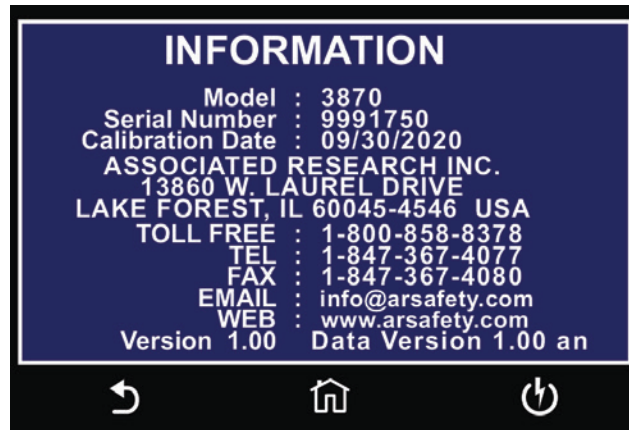 INFORMATION
Model : 3870
Serial Number : 9991750
Calibration Date : 09/30/2020
ASSOCIATED RESEARCH INC.
13860 W. LAUREL DRIVE
LAKE FOREST, IL 60045-4546 USA
TOLL FREE : 1-800-858-8378
TEL : 1-847-367-4077
FAX : 1-847-367-4080
EMAIL : info@arsafety.com
WEB : www.arsafety.com
Version 1.00 Data Version 1.00 an